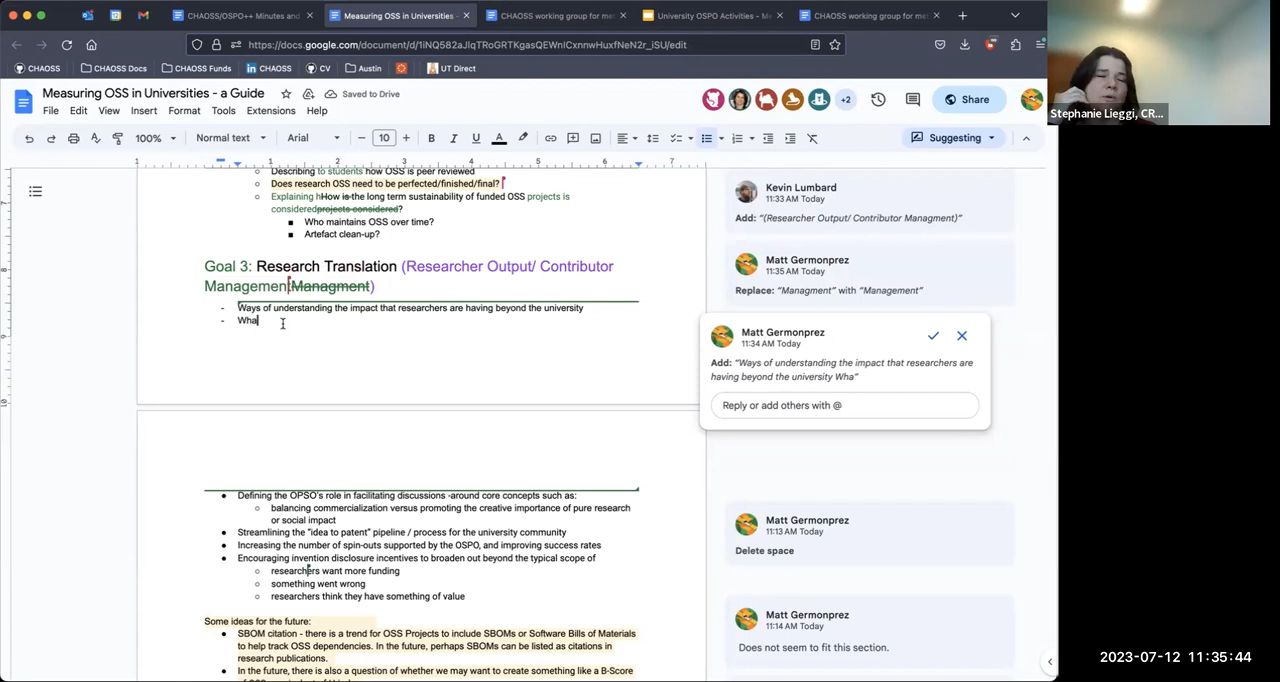 CHAOSS/OSPO++ Minutes and
Measuring OSS in Universities -
CHAOSS working group for met
University OSPO Activities - Me
CHAOSS working group for met
https://docs.google.com/document/d/1iNQ582aJlqTRoGRTKgasQEWnICxnnwHuxfNeN2r_iSU/edit
CHAOSS
CHAOSS Docs
CHAOSS Funds
CHAOSS
CV
Austin
UT Direct
Measuring OSS in Universities - a Guide
Saved to Drive
File Edit View Insert Format Tools Extensions Help
+2
Share
Stephanie Lieggi, CR...
100%
Normal text
Arial
10
Suggesting
1 1 2 3 4 5 6 7
Describing to students how OSS is peer reviewed
Does research OSS need to be perfected/finished/final?
Explaining hHow is the long term sustainability of funded OSS projects is
consideredprojects considered?
Who maintains OSS over time?
Artefact clean-up?
Goal 3: Research Translation (Researcher Output/ Contributor
ManagementManagment)
- Ways of understanding the impact that researchers are having beyond the university
- Wha
Defining the OPSO's role in facilitating discussions -around core concepts such as:
balancing commercialization versus promoting the creative importance of pure research
or social impact
Streamlining the "idea to patent" pipeline / process for the university community
Increasing the number of spin-outs supported by the OSPO, and improving success rates
Encouraging invention disclosure incentives to broaden out beyond the typical scope of
researchers want more funding
something went wrong
researchers think they have something of value
Some ideas for the future:
SBOM citation - there is a trend for OSS Projects to include SBOMs or Software Bills of Materials
to help track OSS dependencies. In the future, perhaps SBOMs can be listed as citations in
research publications.
In the future, there is also a question of whether we may want to create something like a B-Score
Kevin Lumbard
11:33 AM Today
Add: "(Researcher Output/ Contributor Managment)"
Matt Germonprez
11:35 AM Today
Replace: "Managment" with "Management"
Matt Germonprez
11:34 AM Today
Add: "Ways of understanding the impact that researchers are
having beyond the university Wha"
Reply or add others with @
Matt Germonprez
11:13 AM Today
Delete space
Matt Germonprez
11:14 AM Today
Does not seem to fit this section.
2023-07-12 11:35:44